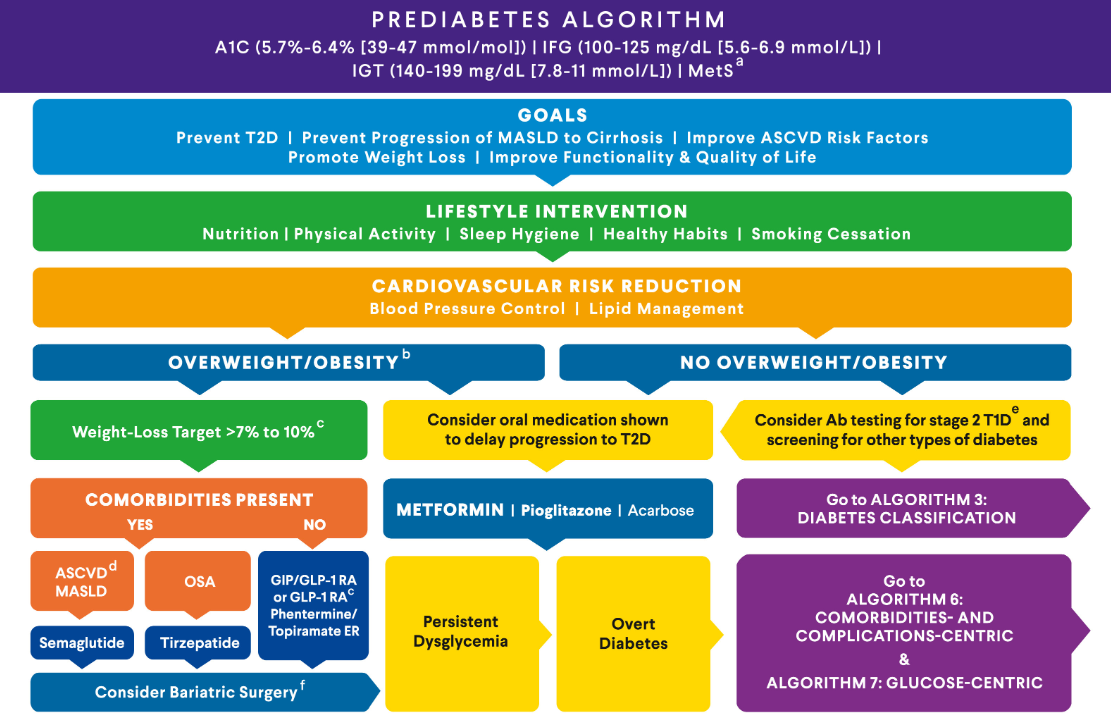 PREDIABETES ALGORITHM
A1C (5.7%-6.4% [39-47 mmol/mol]) | IFG (100-125 mg/dL [5.6-6.9 mmol/L]) |
IGT (140-199 mg/dL [7.8-11 mmol/L]) | MetSa
GOALS
Prevent T2D | Prevent Progression of MASLD to Cirrhosis | Improve ASCVD Risk Factors
Promote Weight Loss | Improve Functionality & Quality of Life
LIFESTYLE INTERVENTION
Nutrition | Physical Activity | Sleep Hygiene | Healthy Habits | Smoking Cessation
CARDIOVASCULAR RISK REDUCTION
Blood Pressure Control | Lipid Management
OVERWEIGHT/OBESITYb
NO OVERWEIGHT/OBESITY
Weight-Loss Target >7% to 10%c
Consider oral medication shown
to delay progression to T2D
Consider Ab testing for stage 2 T1De and
screening for other types of diabetes
COMORBIDITIES PRESENT
YES
NO
METFORMIN | Pioglitazone | Acarbose
Go to ALGORITHM 3:
DIABETES CLASSIFICATION
ASCVDd
MASLD
OSA
GIP/GLP-1 RA
or GLP-1 RAc
Phentermine/
Topiramate ER
Semaglutide
Tirzepatide
Consider Bariatric Surgeryf
Persistent
Dysglycemia
Overt
Diabetes
Go to
ALGORITHM 6:
COMORBIDITIES- AND
COMPLICATIONS-CENTRIC
&
ALGORITHM 7: GLUCOSE-CENTRIC